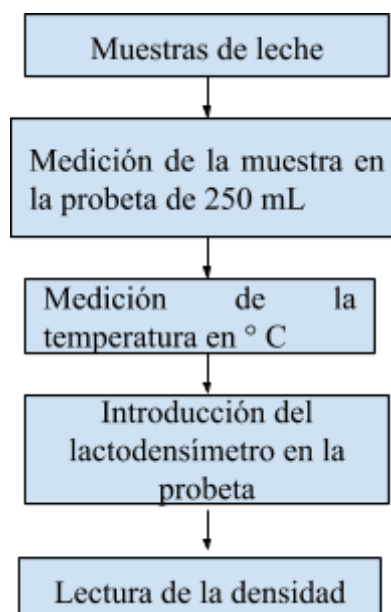 Muestras de leche
Medición de la muestra en
la probeta de 250 mL
Medición de la
temperatura en ° C
Introducción del
lactodensímetro en la
probeta
Lectura de la densidad